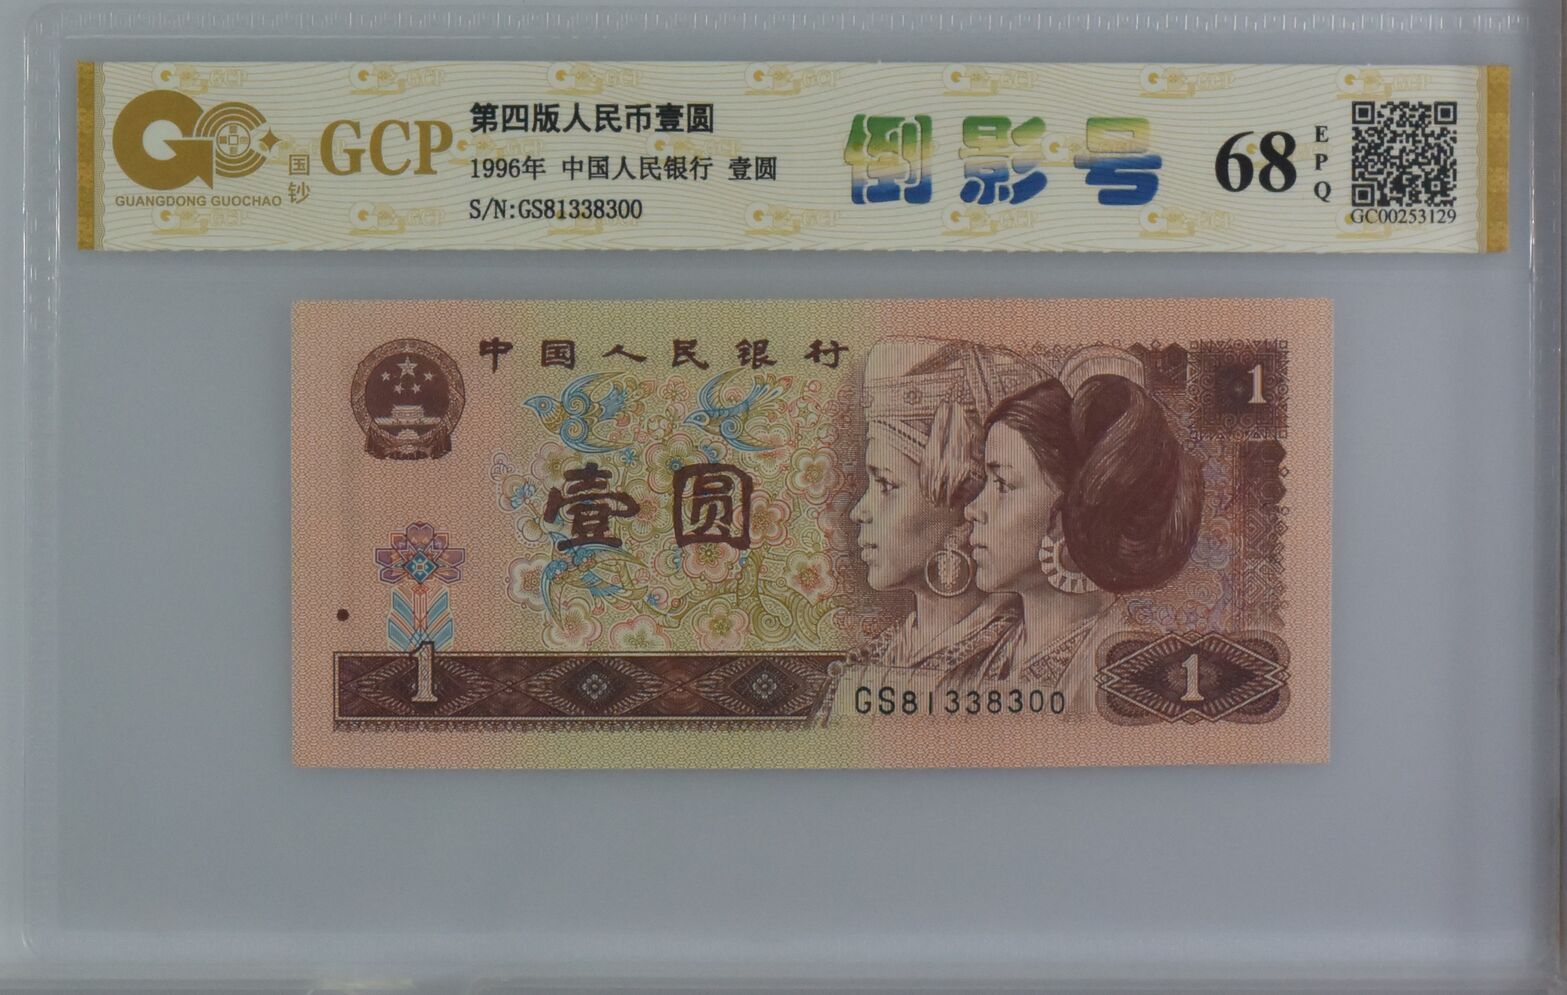 第四版人民币壹圆
1996年 中国人民银行 壹圆
S/N:GS81338300
GCP
国钞
GUANGDONG GUOCHAO
倒影号
68
EPQ
GC00253129
中国人民银行
1
壹圆
1
1
GS81338300